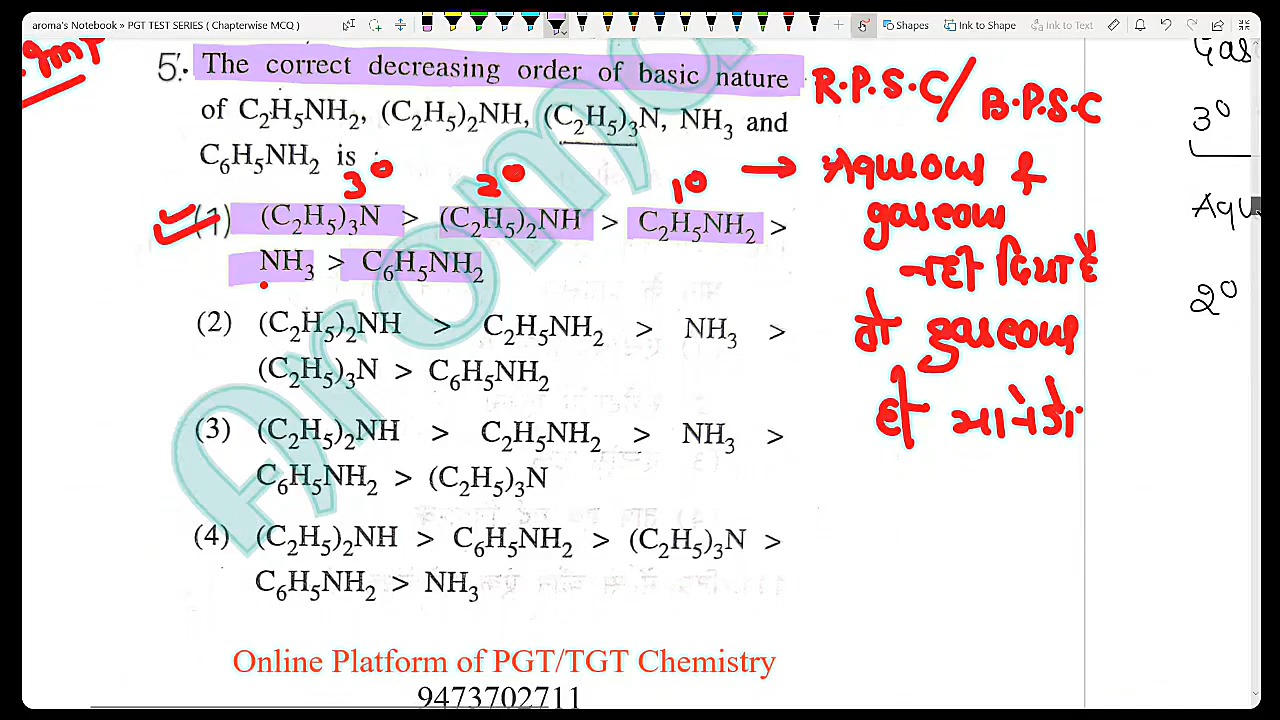 aroma's Notebook » PGT TEST SERIES ( Chapterwise MCQ )
Shapes
Ink to Shape
Ink to Text
5. The correct decreasing order of basic nature
of C₂H₅NH₂, (C₂H₅)₂NH, (C₂H₅)₃N, NH₃ and
C₆H₅NH₂ is :
3° 2° 1°
(1) (C₂H₅)₃N > (C₂H₅)₂NH > C₂H₅NH₂ >
NH₃ > C₆H₅NH₂
(2) (C₂H₅)₂NH > C₂H₅NH₂ > NH₃ >
(C₂H₅)₃N > C₆H₅NH₂
(3) (C₂H₅)₂NH > C₂H₅NH₂ > NH₃ >
C₆H₅NH₂ > (C₂H₅)₃N
(4) (C₂H₅)₂NH > C₆H₅NH₂ > (C₂H₅)₃N >
C₆H₅NH₂ > NH₃
Online Platform of PGT/TGT Chemistry
9473702711
R.P.S.C/ B.P.S.C
→ Aqueous &
gaseous
नही दिया है
तो gaseous
ही मानेंगे
Gas
3°
Aqu
2°
Aroma